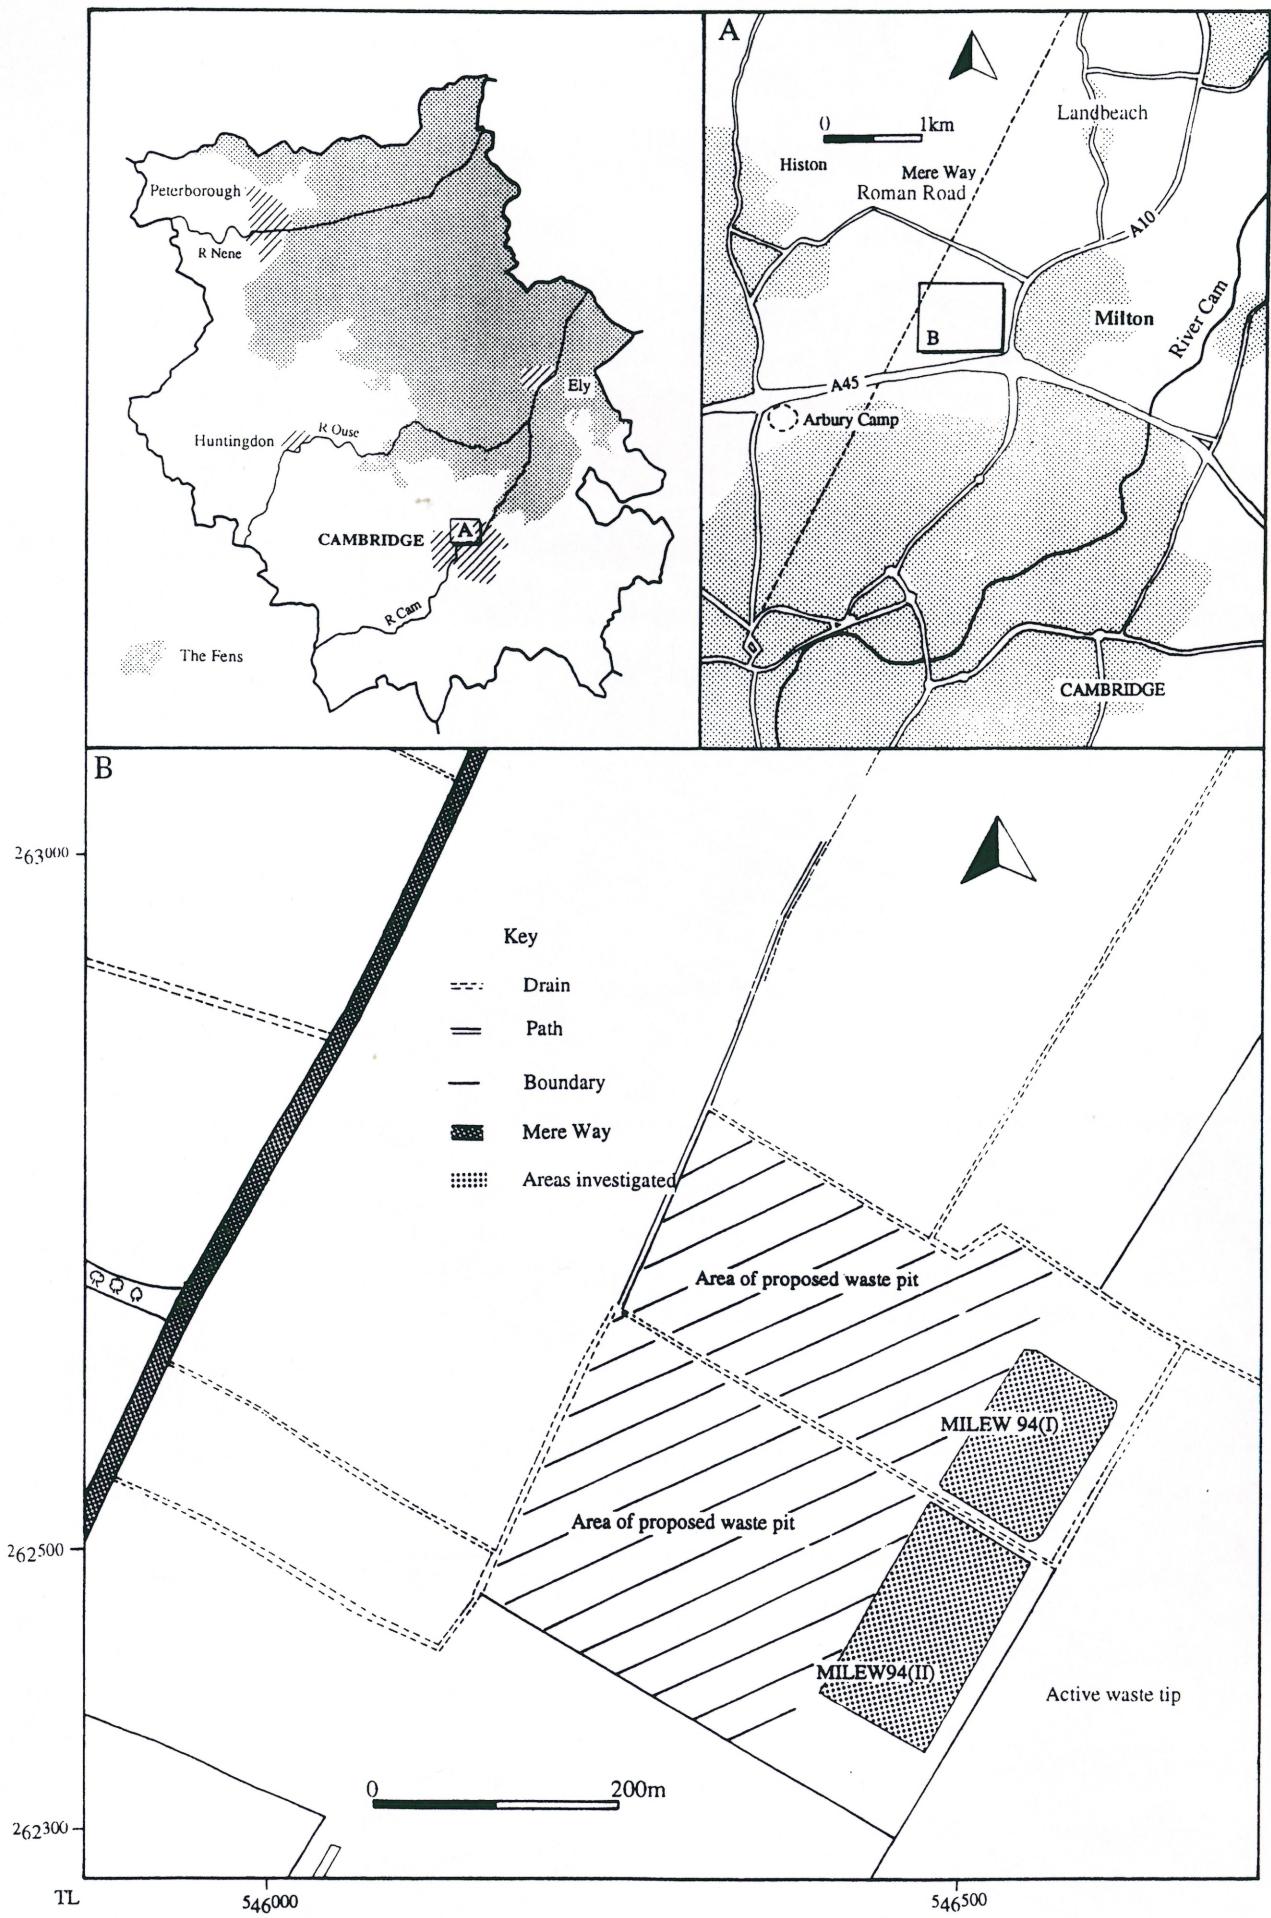 Peterborough
R Nene
Ely
Huntingdon
R Ouse
CAMBRIDGE
A
R Cam
The Fens
A
Landbeach
0
1km
Histon
Mere Way
Roman Road
A10
River Cam
Milton
B
A45
Arbury Camp
CAMBRIDGE
B
263000
Key
Drain
Path
Boundary
Mere Way
Areas investigated
Area of proposed waste pit
MILEW 94(I)
Area of proposed waste pit
262500
MILEW94(II)
Active waste tip
0
200m
262300
TL
546000
546500